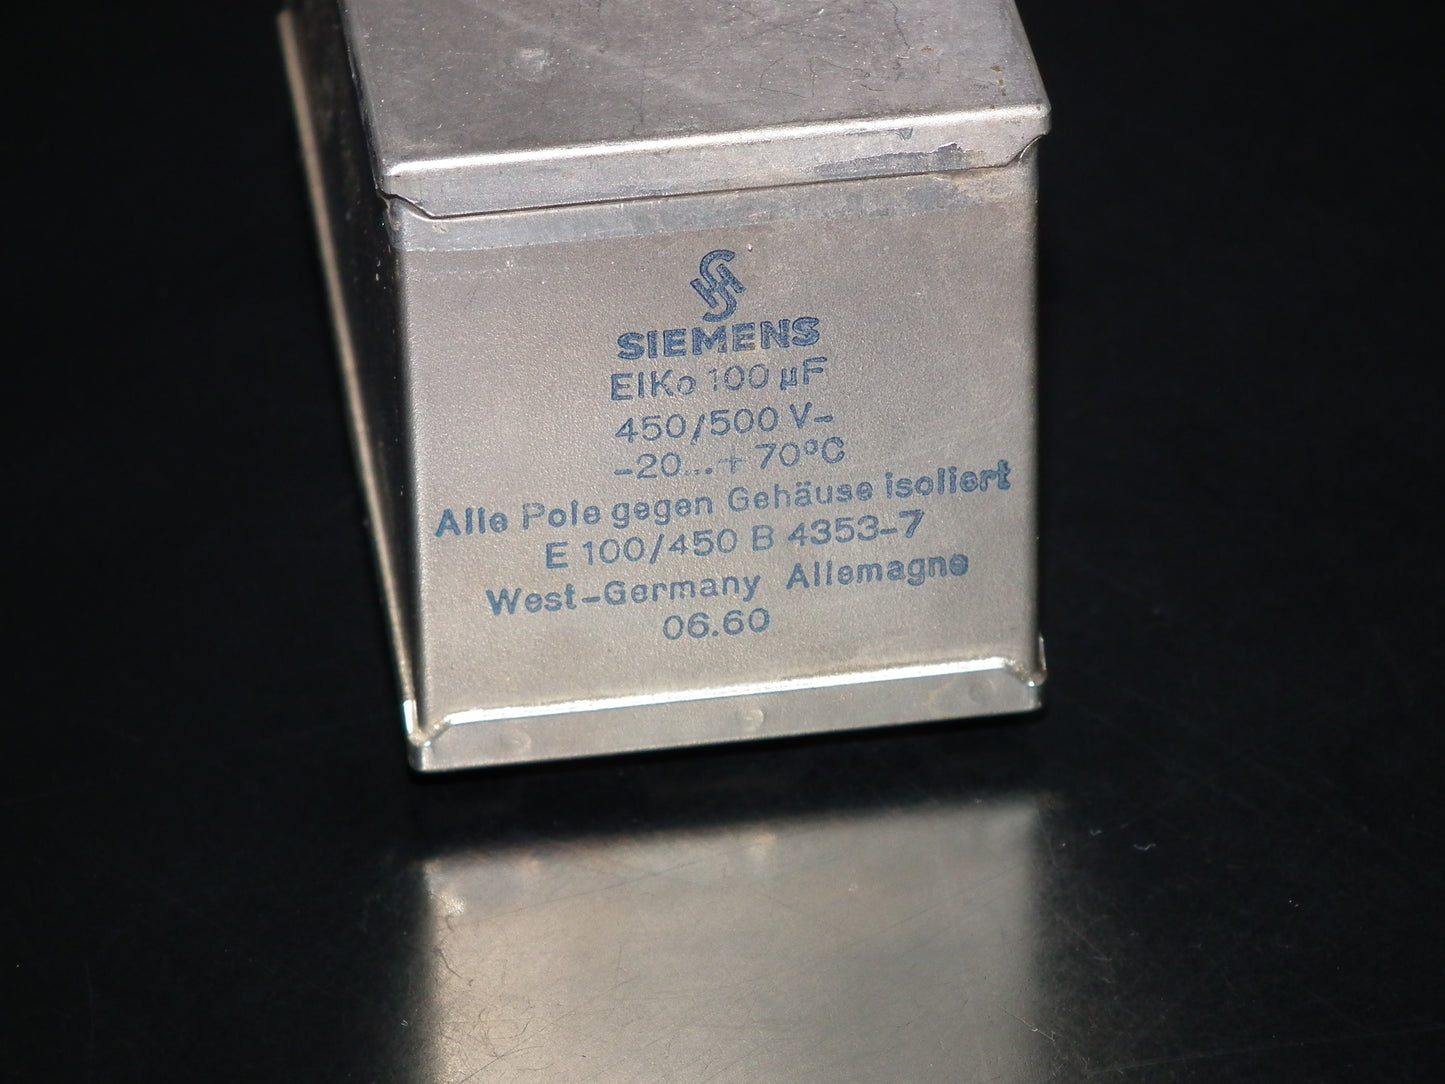 SIEMENS
ElKo 100 µF
450/500 V-
-20...+ 70°C
Alle Pole gegen Gehäuse isoliert
E 100/450 B 4353-7
West-Germany Allemagne
06.60